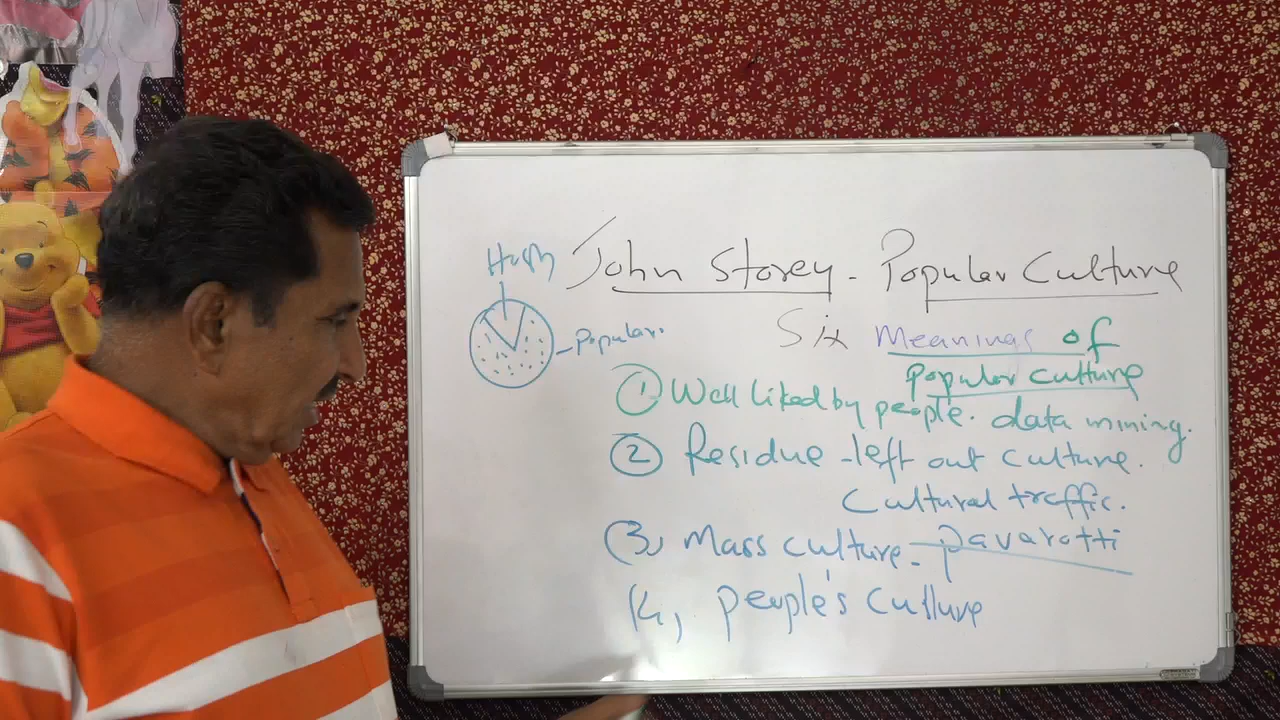 High
John Storey - Popular Culture
Popular.
Six Meanings of
popular culture
① Well liked by people. data mining.
② Residue - left out culture.
Cultural traffic.
(3) Mass culture - Pavarotti
(4) people's culture